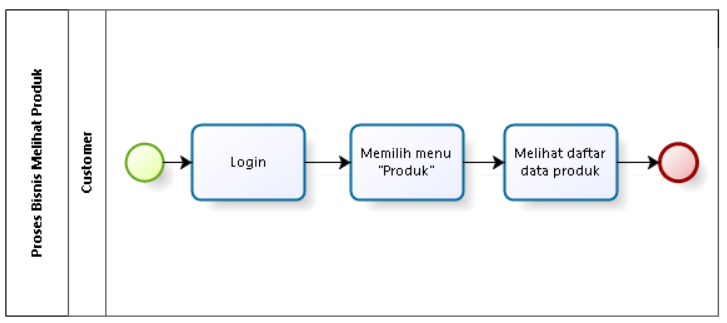 Proses Bisnis Melihat Produk
Customer
Login
Memilih menu
"Produk"
Melihat daftar
data produk